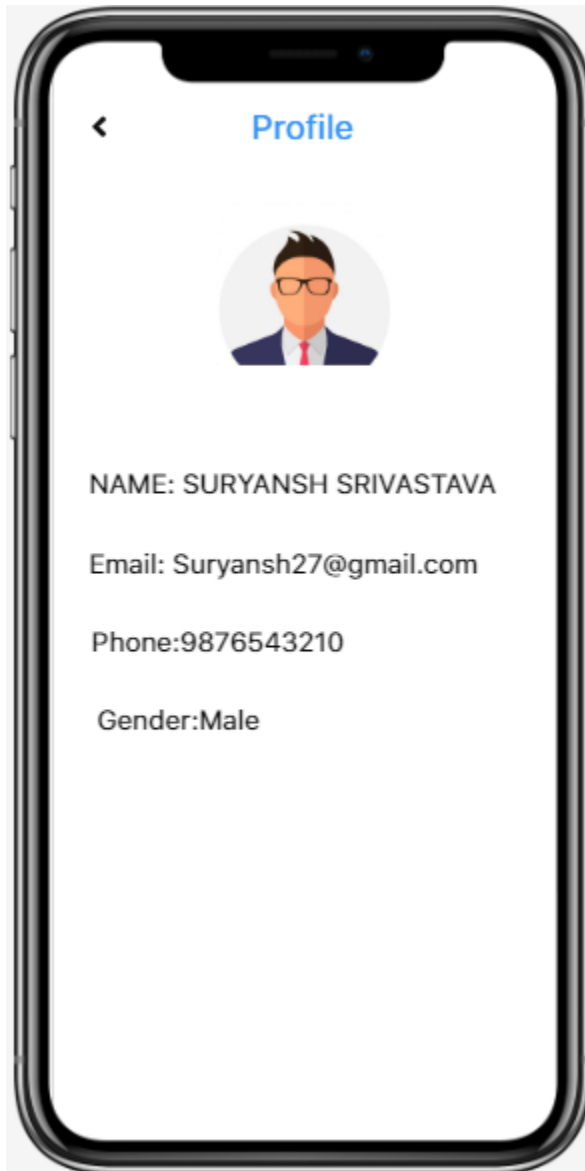 Profile
NAME: SURYANSH SRIVASTAVA
Email: Suryansh27@gmail.com
Phone:9876543210
Gender:Male